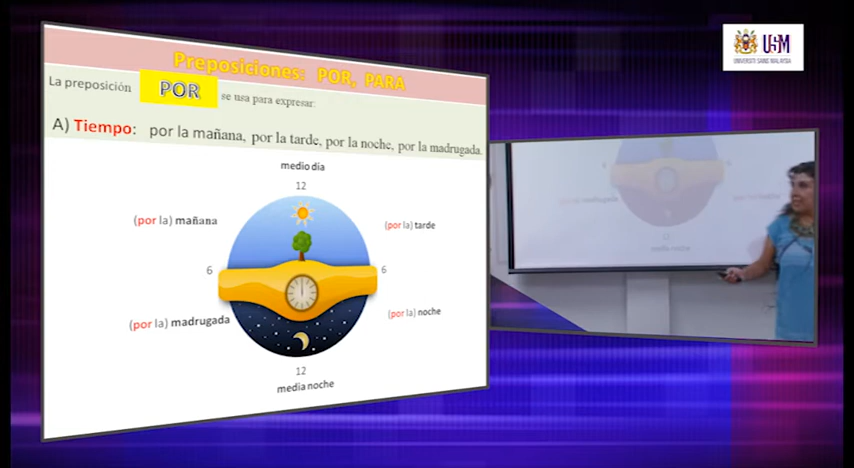 USM
UNIVERSITI SAINS MALAYSIA
Preposiciones: POR, PARA
La preposición POR se usa para expresar:
A) Tiempo: por la mañana, por la tarde, por la noche, por la madrugada.
medio día
12
(por la) mañana
(por la) tarde
6
6
(por la) madrugada
(por la) noche
12
media noche